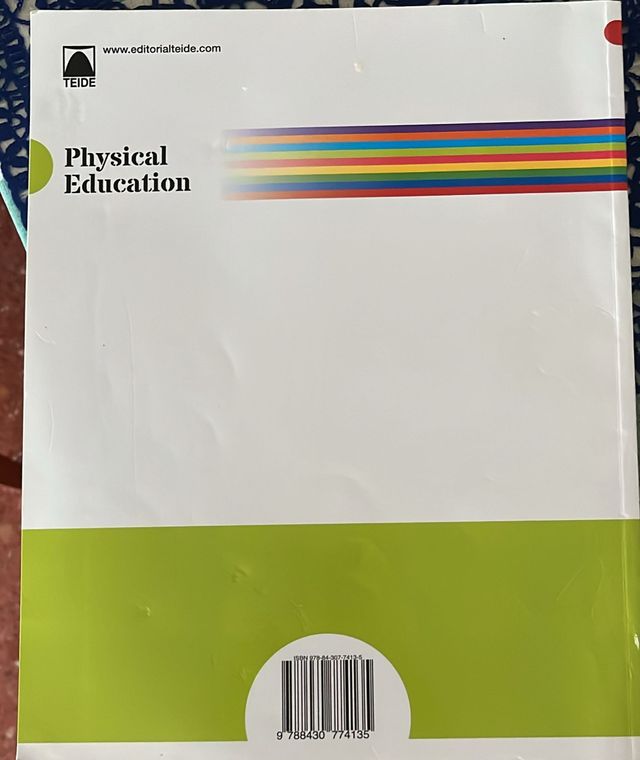 www.editorialteide.com
TEIDE
Physical
Education
ISBN 978-84-307-7413-5
9 788430 774135